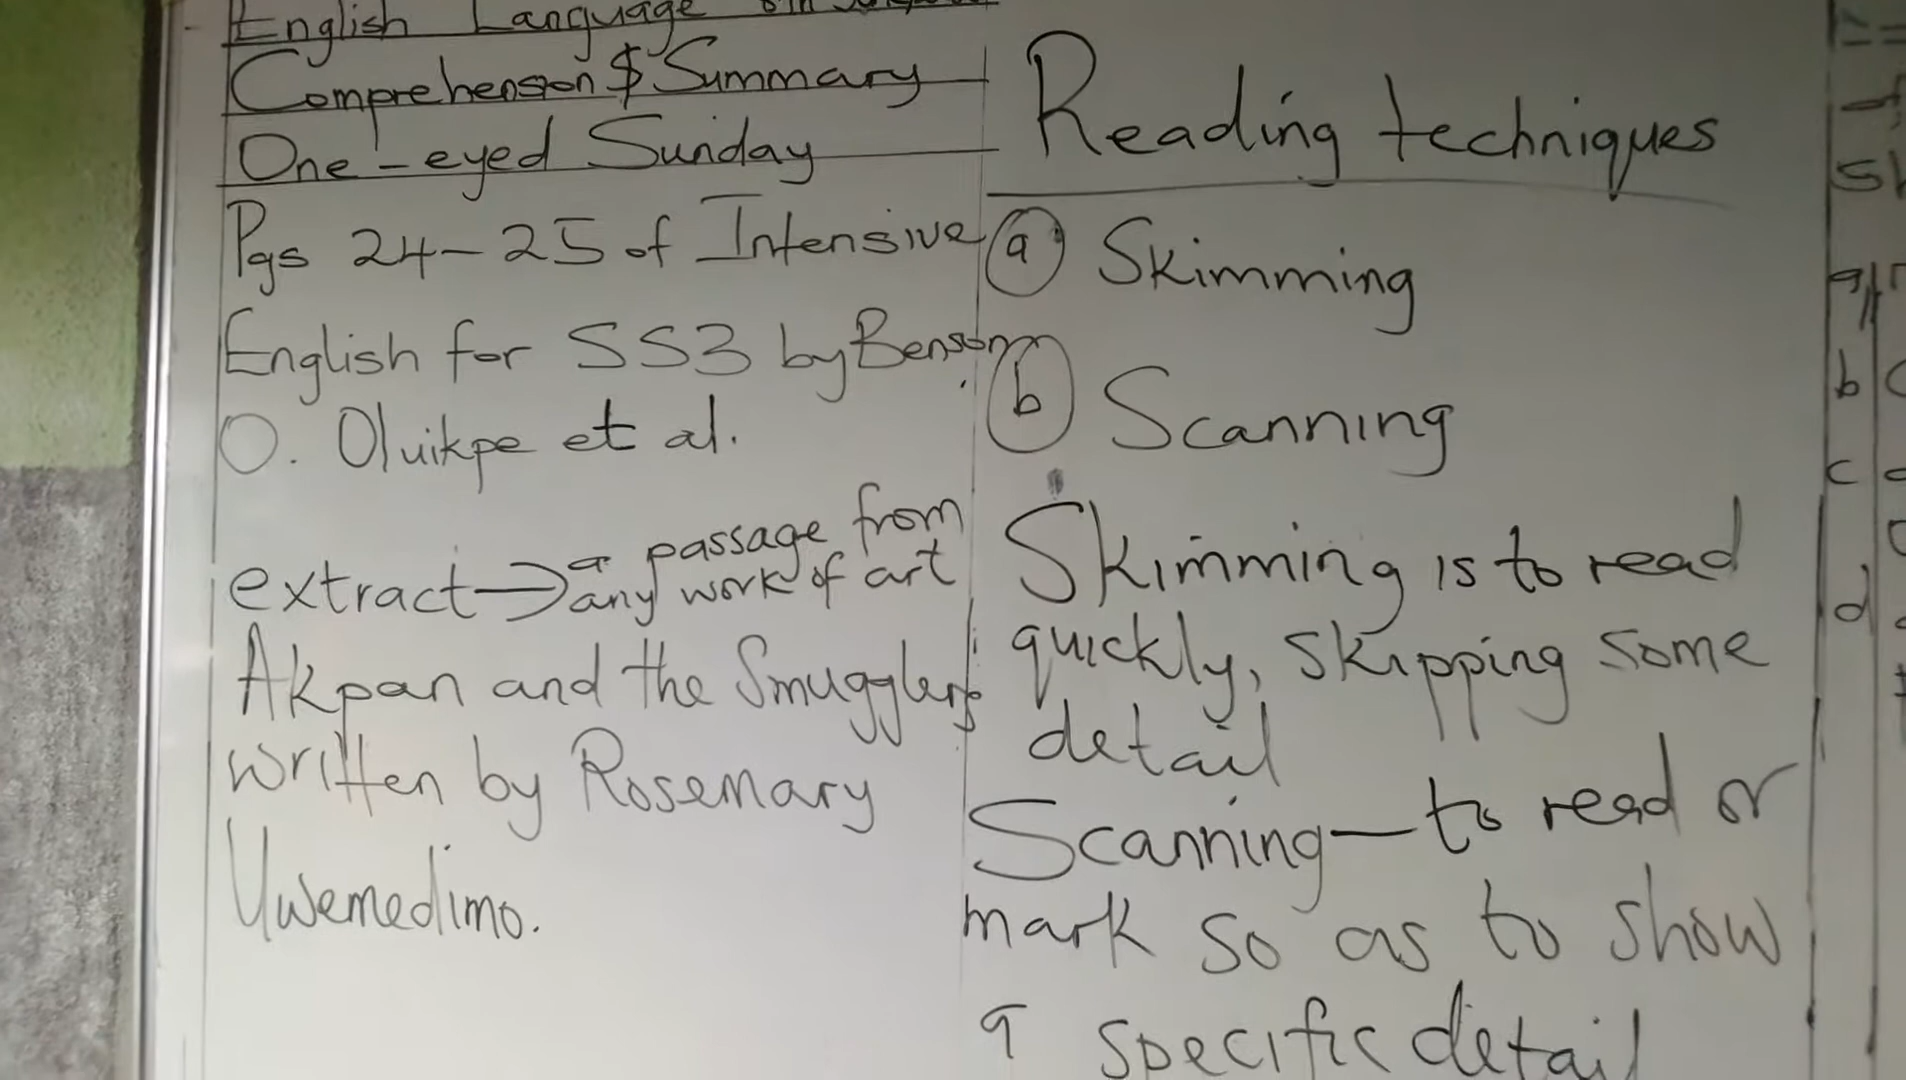 English Language
Comprehension & Summary
One-eyed Sunday
Pgs 24-25 of Intensive
English for SS3 by Benson
O. Oluikpe et al.
extract → a passage from
any work of art
Akpan and the Smugglers
written by Rosemary
Uwemedimo.
Reading techniques
a Skimming
b Scanning
Skimming is to read
quickly, skipping some
detail
Scanning — to read or
mark so as to show
a specific detail
b
c
d